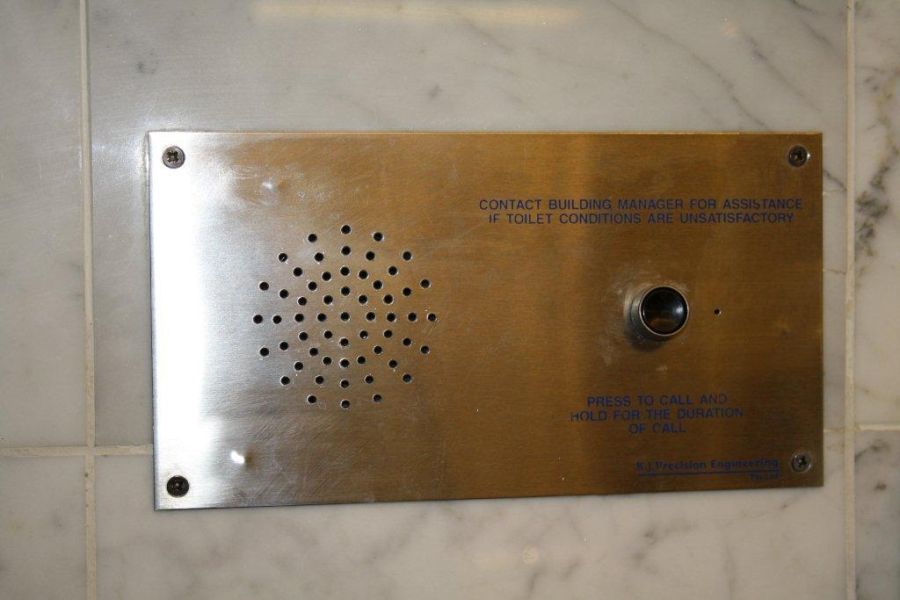 CONTACT BUILDING MANAGER FOR ASSISTANCE
IF TOILET CONDITIONS ARE UNSATISFACTORY
PRESS TO CALL AND
HOLD FOR THE DURATION
OF CALL
K.J. Precision Engineering